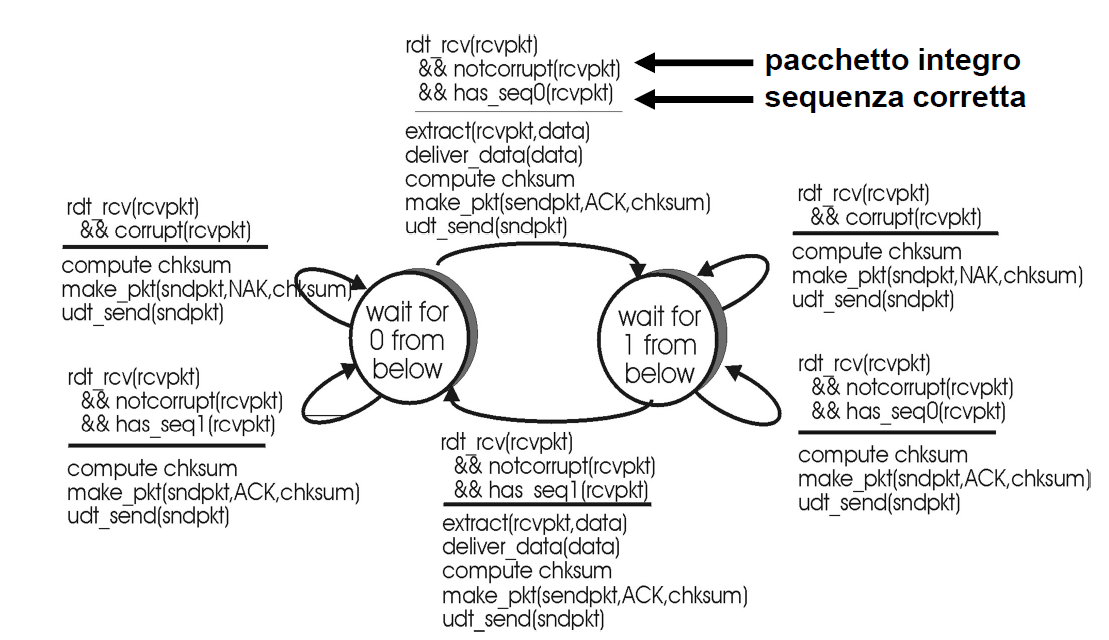 rdt_rcv(rcvpkt)
&& notcorrupt(rcvpkt)
&& has_seq0(rcvpkt)
pacchetto integro
sequenza corretta
extract(rcvpkt,data)
deliver_data(data)
compute chksum
make_pkt(sendpkt,ACK,chksum)
udt_send(sndpkt)
rdt_rcv(rcvpkt)
&& corrupt(rcvpkt)
compute chksum
make_pkt(sndpkt,NAK,chksum)
udt_send(sndpkt)
rdt_rcv(rcvpkt)
&& corrupt(rcvpkt)
compute chksum
make_pkt(sndpkt,NAK,chksum)
udt_send(sndpkt)
wait for
0 from
below
wait for
1 from
below
rdt_rcv(rcvpkt)
&& notcorrupt(rcvpkt)
&& has_seq1(rcvpkt)
compute chksum
make_pkt(sndpkt,ACK,chksum)
udt_send(sndpkt)
rdt_rcv(rcvpkt)
&& notcorrupt(rcvpkt)
&& has_seq0(rcvpkt)
compute chksum
make_pkt(sndpkt,ACK,chksum)
udt_send(sndpkt)
rdt_rcv(rcvpkt)
&& notcorrupt(rcvpkt)
&& has_seq1(rcvpkt)
extract(rcvpkt,data)
deliver_data(data)
compute chksum
make_pkt(sendpkt,ACK,chksum)
udt_send(sndpkt)